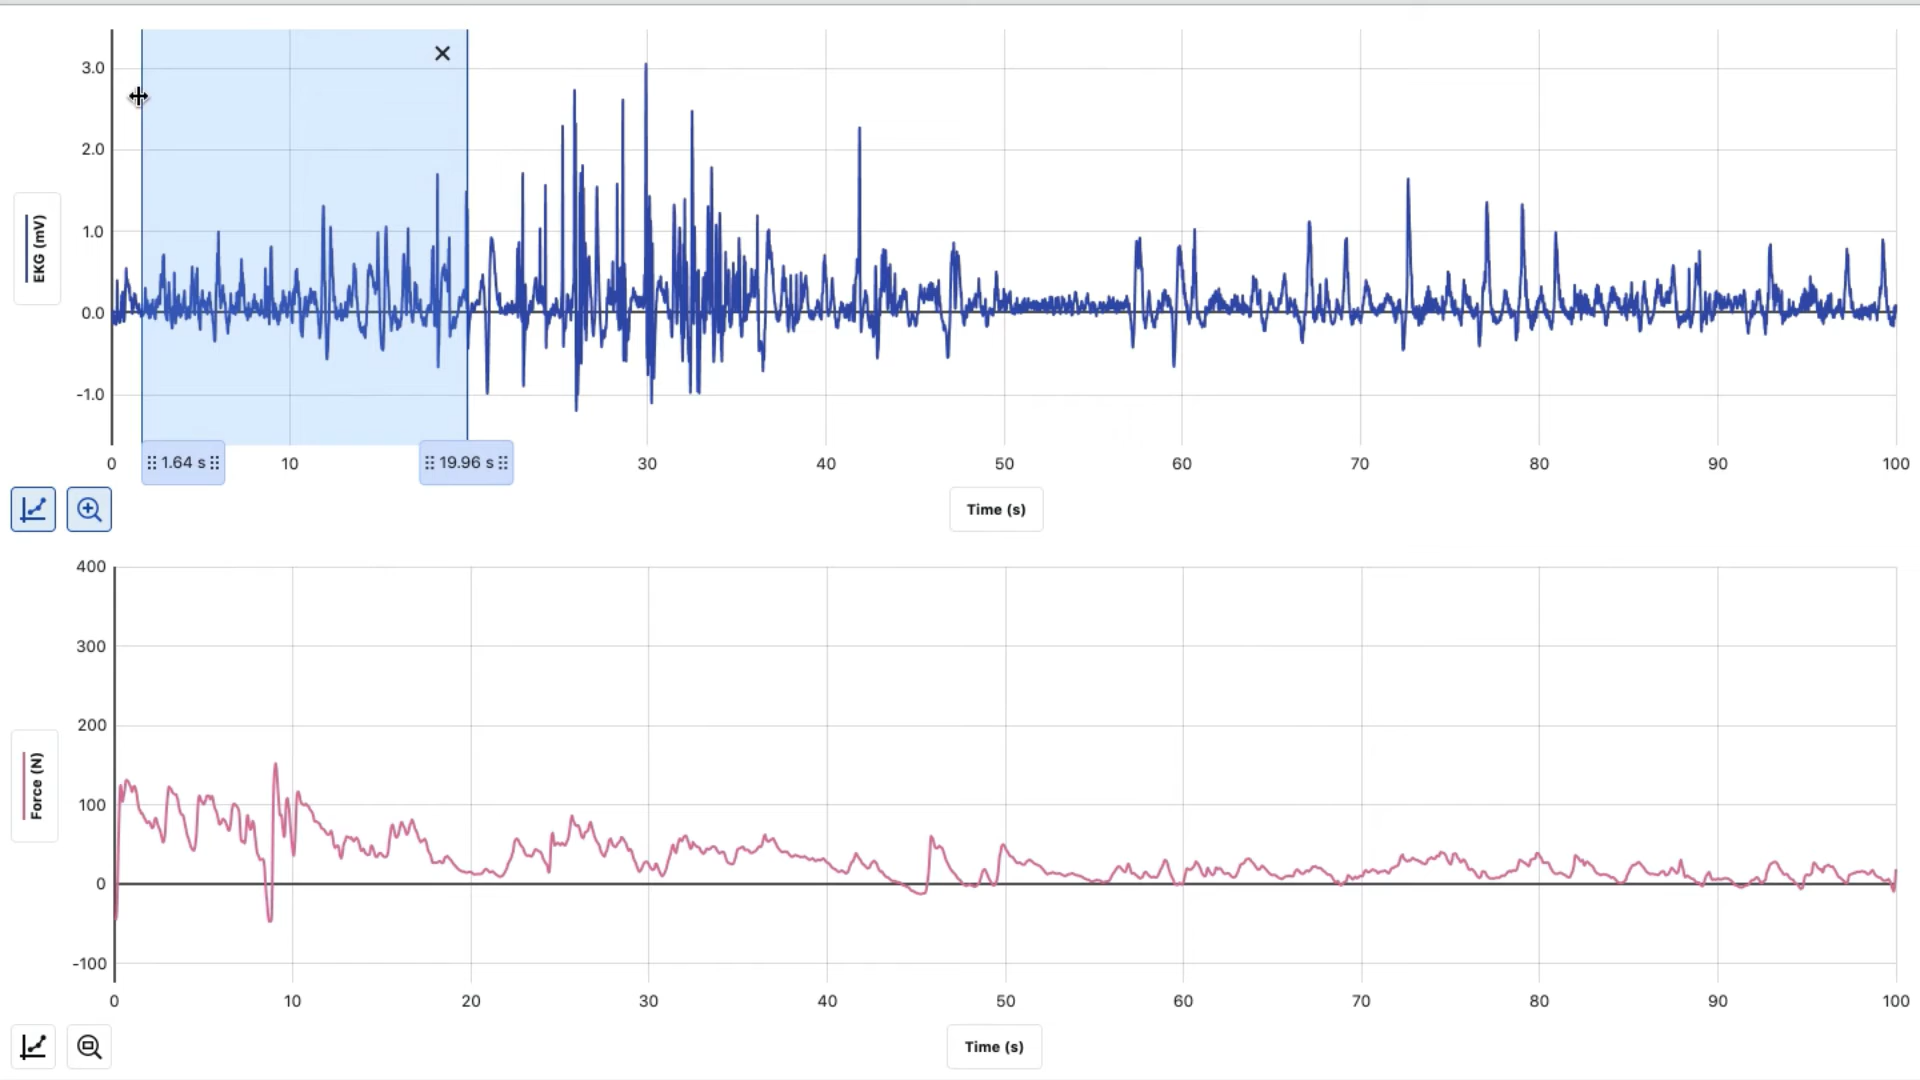 3.0
2.0
1.0
0.0
-1.0
EKG (mV)
0 1.64 s 10 19.96 s 30 40 50 60 70 80 90 100
Time (s)
400
300
200
100
0
-100
Force (N)
0 10 20 30 40 50 60 70 80 90 100
Time (s)